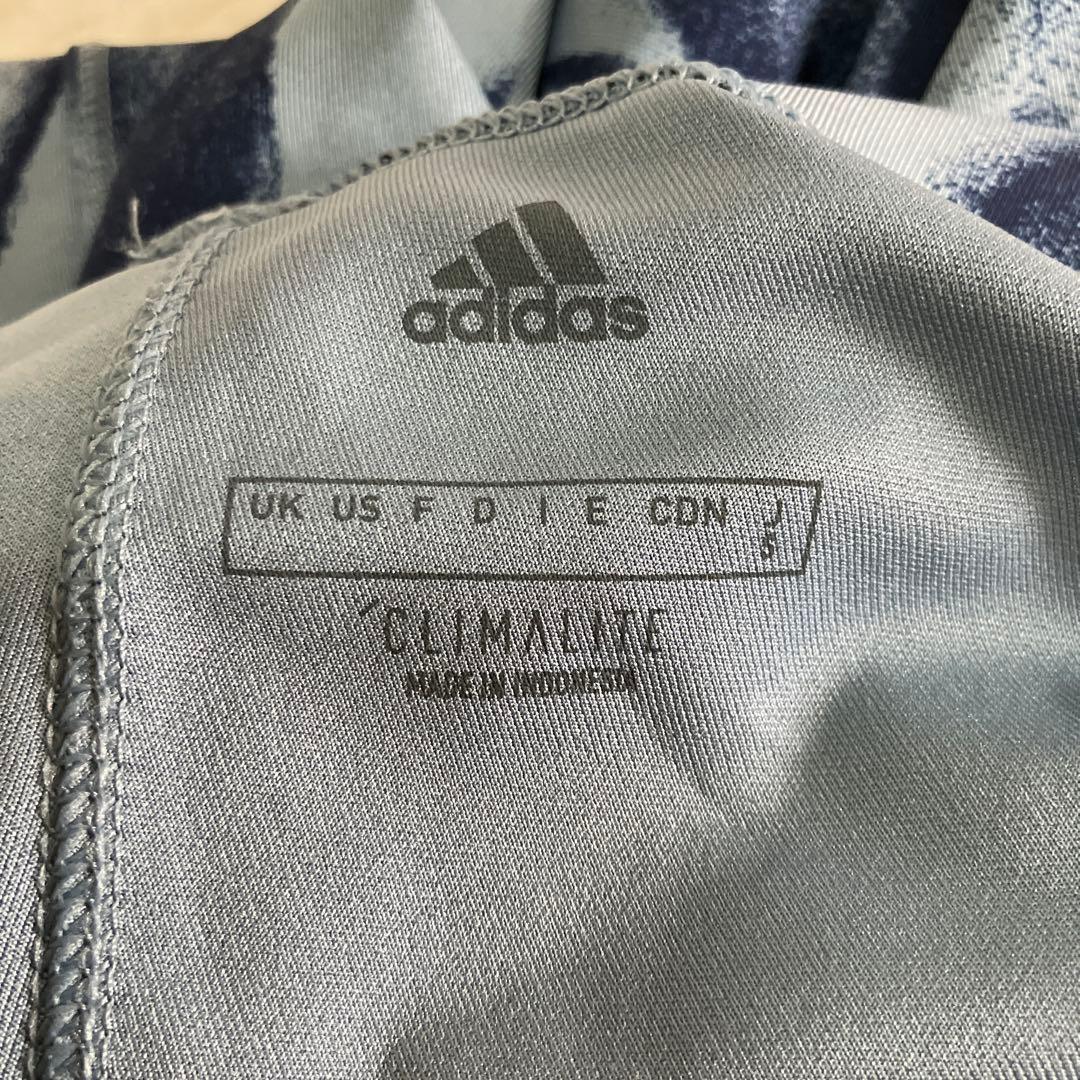 adidas
UK US F D I E CDN J
S
CLIMALITE
MADE IN INDONESIA